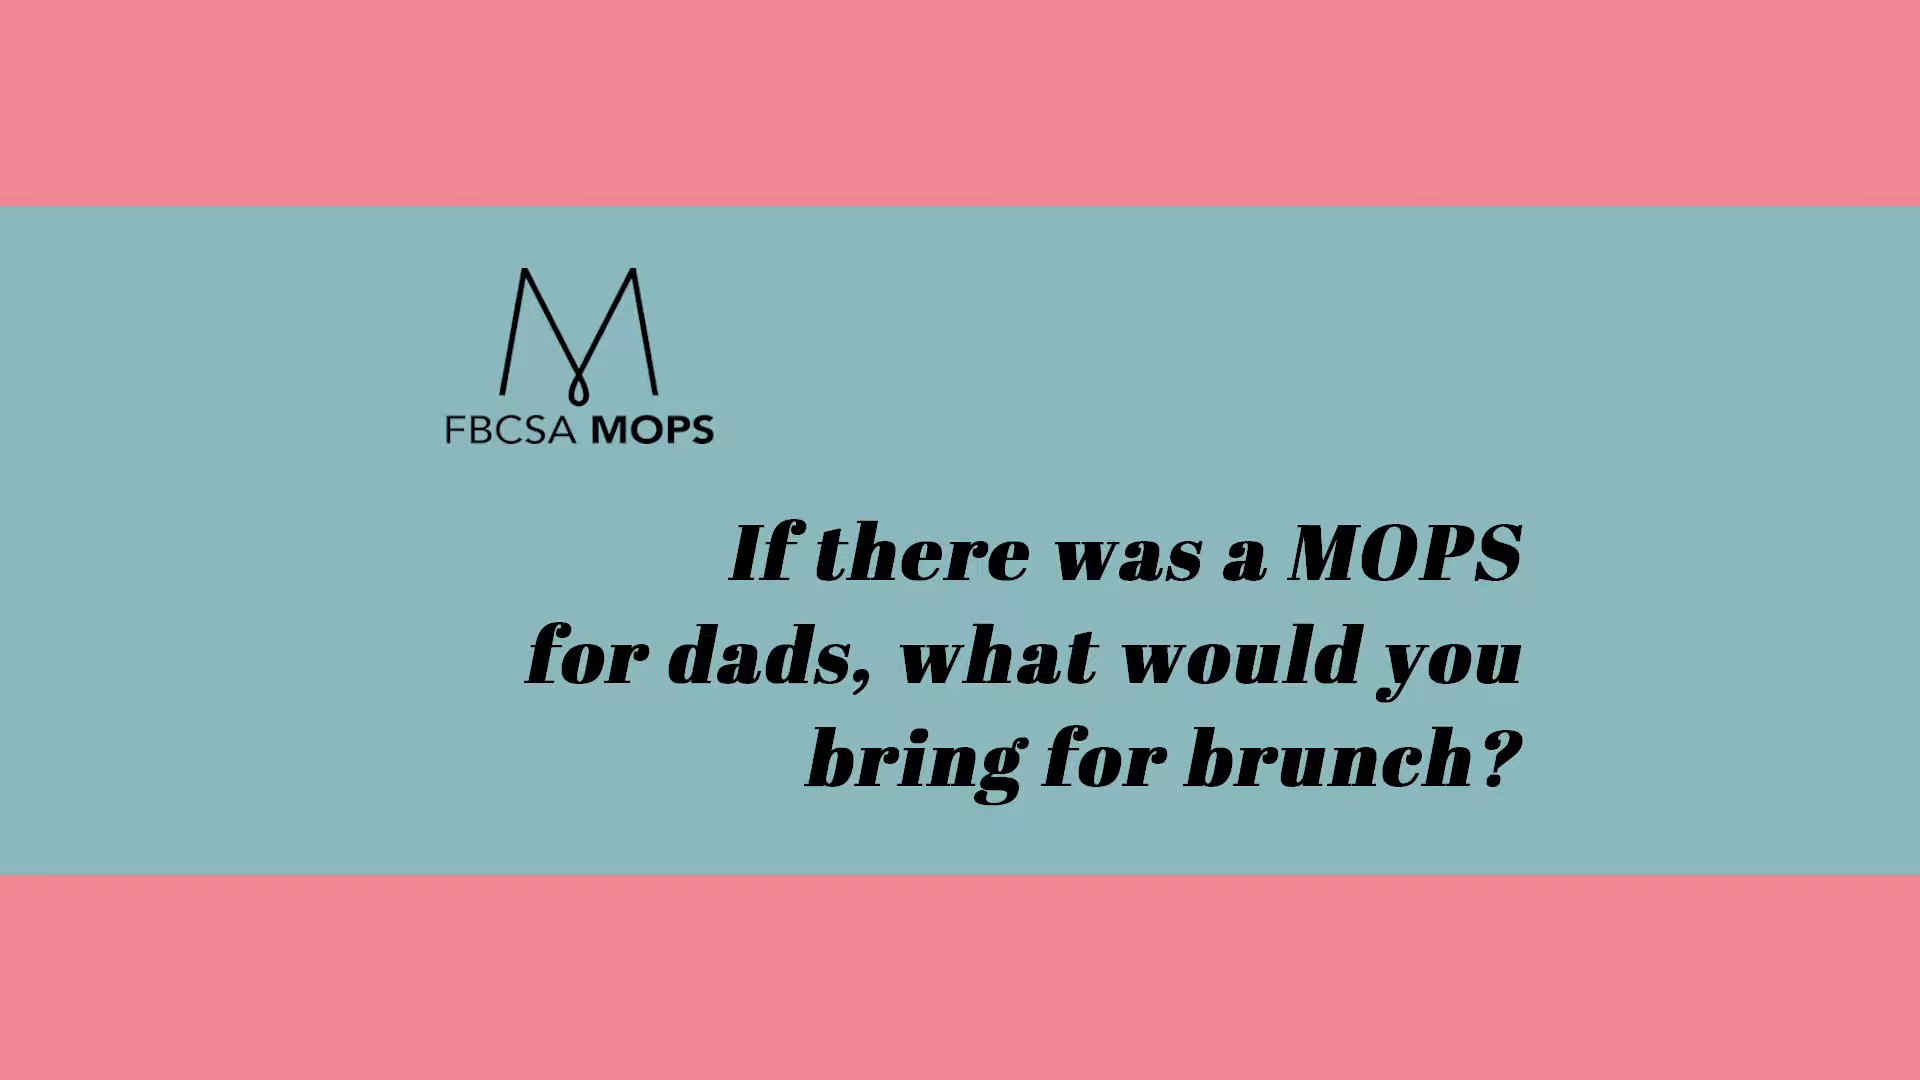 FBCSA MOPS
If there was a MOPS
for dads, what would you
bring for brunch?